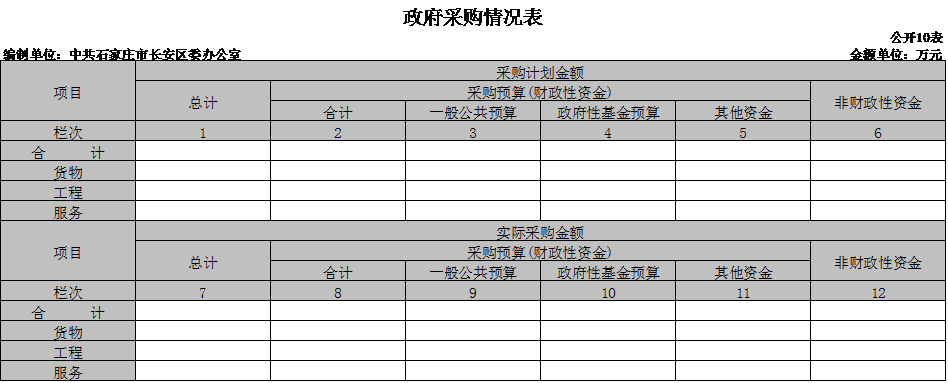 政府采购情况表
公开10表
编制单位：中共石家庄市长安区委办公室 金额单位：万元
项目 采购计划金额
总计 采购预算(财政性资金) 非财政性资金
合计 一般公共预算 政府性基金预算 其他资金
栏次 1 2 3 4 5 6
合 计
货物
工程
服务
项目 实际采购金额
总计 采购预算(财政性资金) 非财政性资金
合计 一般公共预算 政府性基金预算 其他资金
栏次 7 8 9 10 11 12
合 计
货物
工程
服务